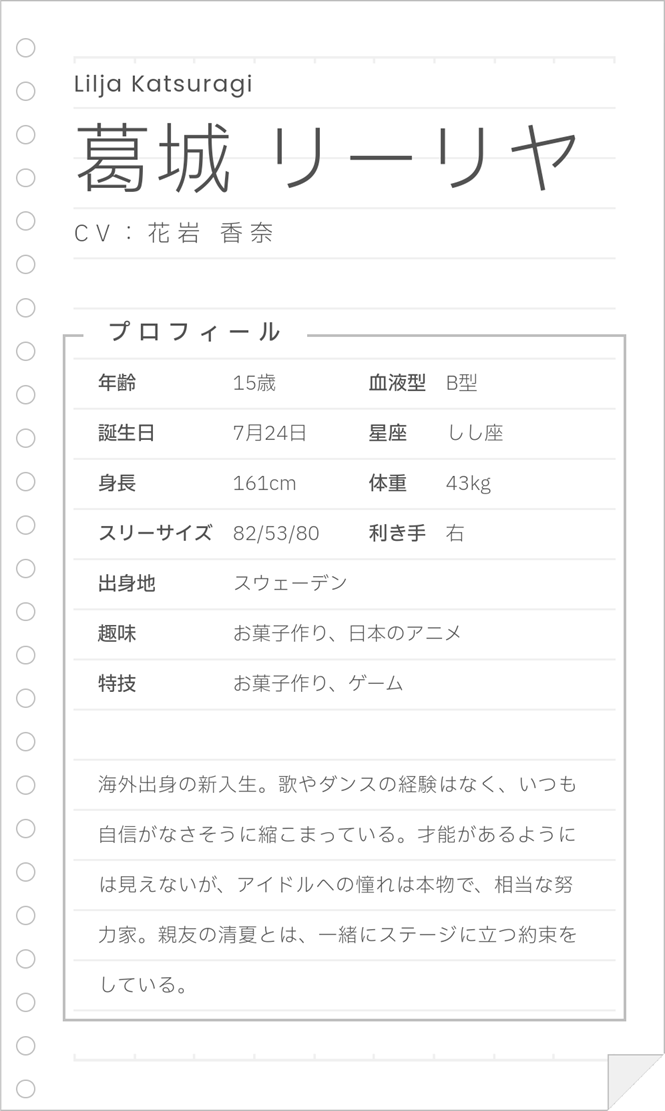 Lilja Katsuragi
葛城 リーリヤ
CV：花岩 香奈
プロフィール
年齢 15歳 血液型 B型
誕生日 7月24日 星座 しし座
身長 161cm 体重 43kg
スリーサイズ 82/53/80 利き手 右
出身地 スウェーデン
趣味 お菓子作り、日本のアニメ
特技 お菓子作り、ゲーム
海外出身の新入生。歌やダンスの経験はなく、いつも
自信がなさそうに縮こまっている。才能があるように
は見えないが、アイドルへの憧れは本物で、相当な努
力家。親友の清夏とは、一緒にステージに立つ約束を
している。